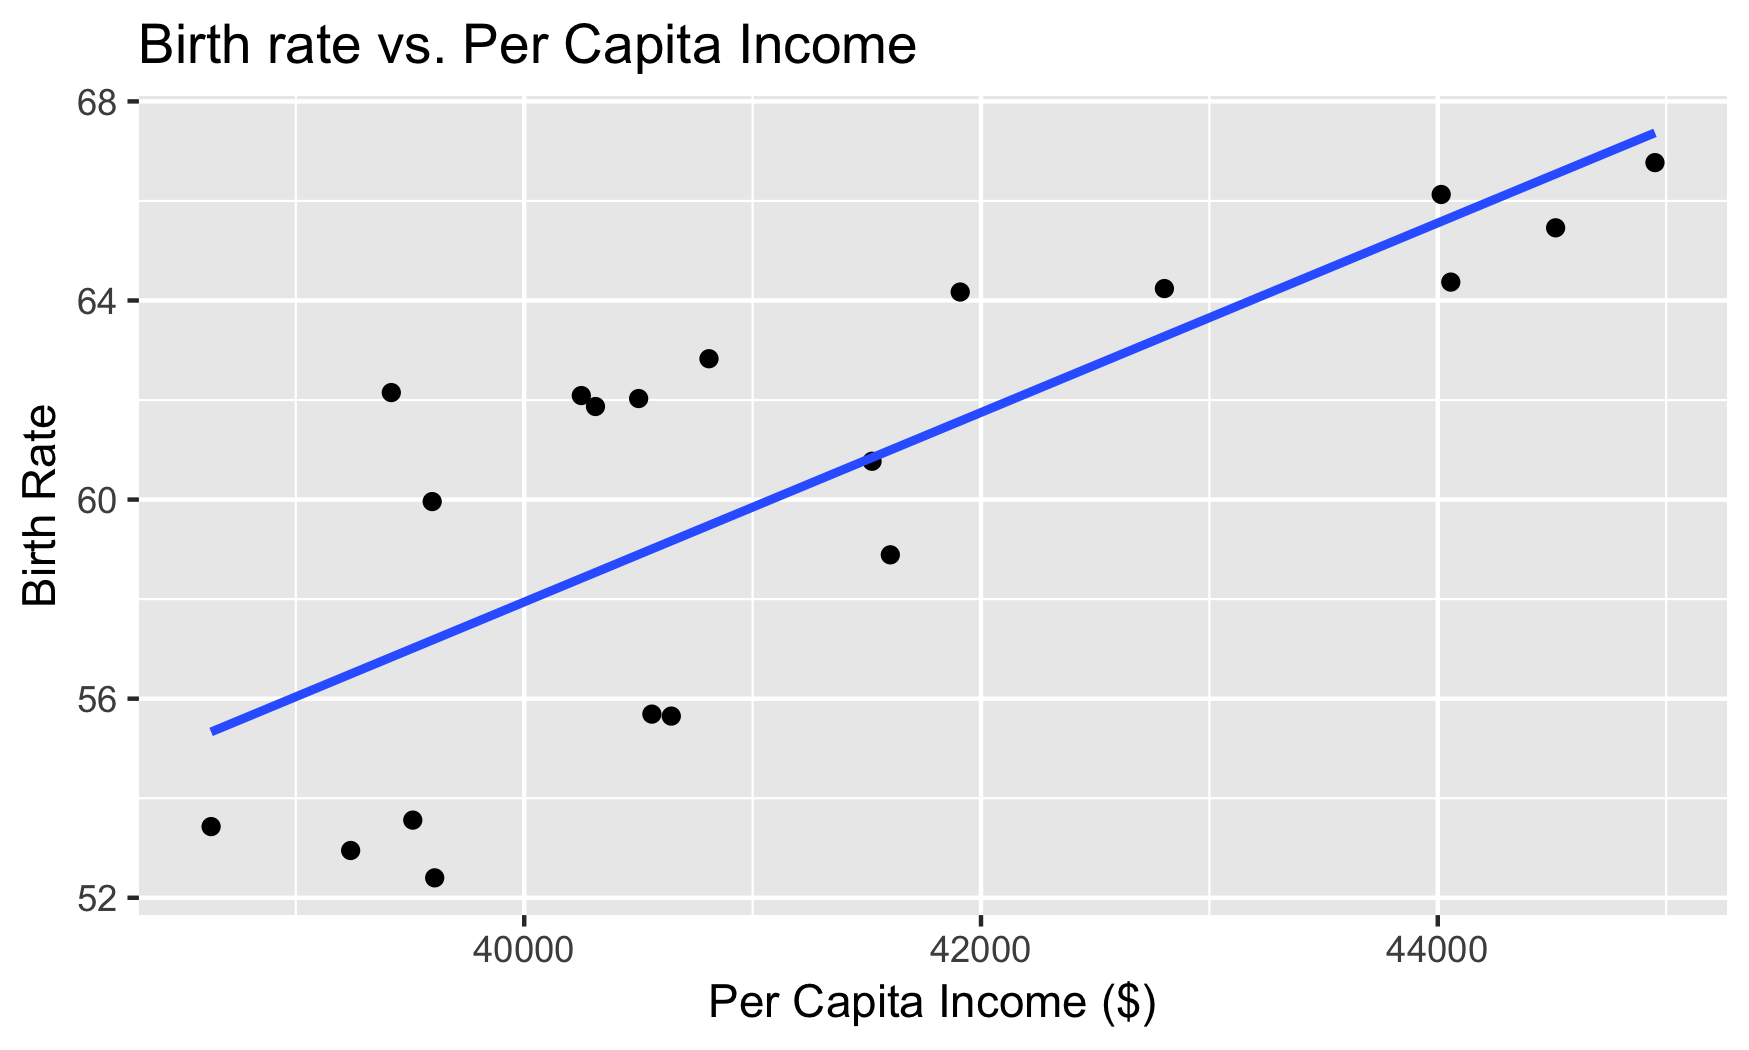 Birth rate vs. Per Capita Income
68
64
60
56
52
Birth Rate
40000 42000 44000
Per Capita Income ($)